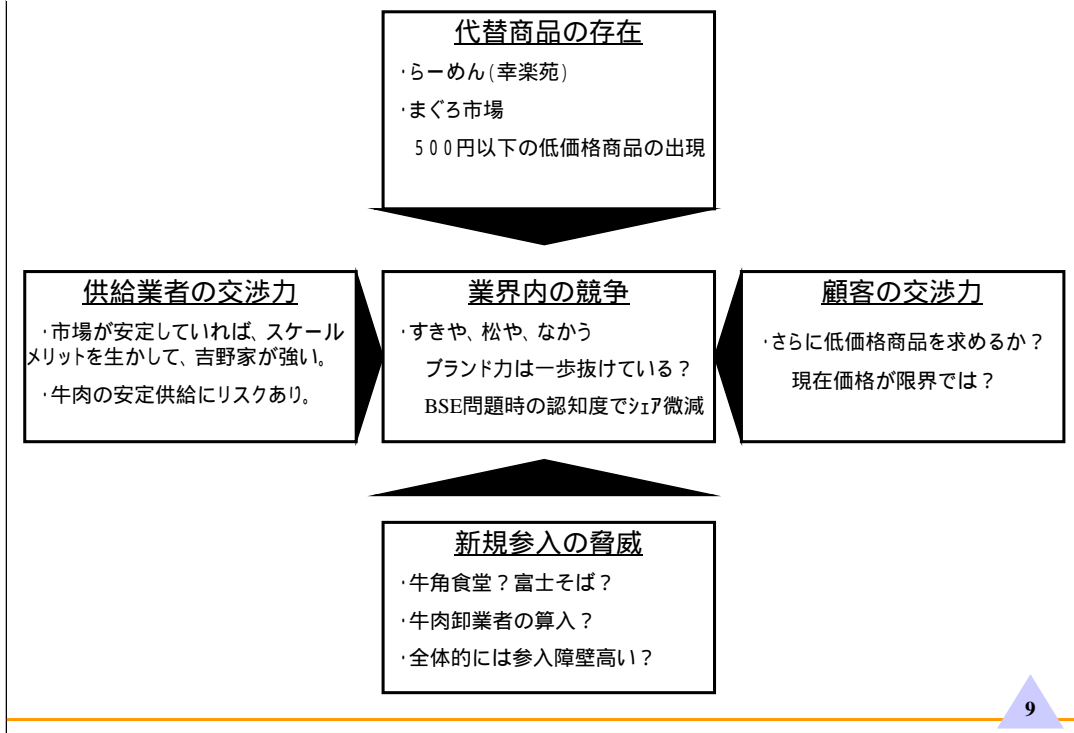 代替商品の存在
·らーめん(幸楽苑)
·まぐろ市場
500円以下の低価格商品の出現
供給業者の交渉力
·市場が安定していれば、スケール
メリットを生かして、吉野家が強い。
·牛肉の安定供給にリスクあり。
業界内の競争
·すきや、松や、なかう
ブランド力は一歩抜けている？
BSE問題時の認知度でシェア微減
顧客の交渉力
·さらに低価格商品を求めるか？
現在価格が限界では？
新規参入の脅威
·牛角食堂？富士そば？
·牛肉卸業者の算入？
·全体的には参入障壁高い？
9